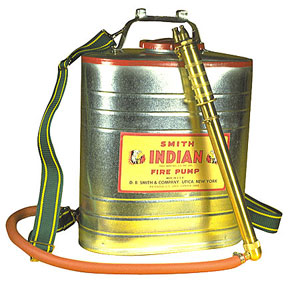 SMITH
INDIAN
FIRE PUMP
D. B. SMITH & COMPANY, UTICA, NEW YORK